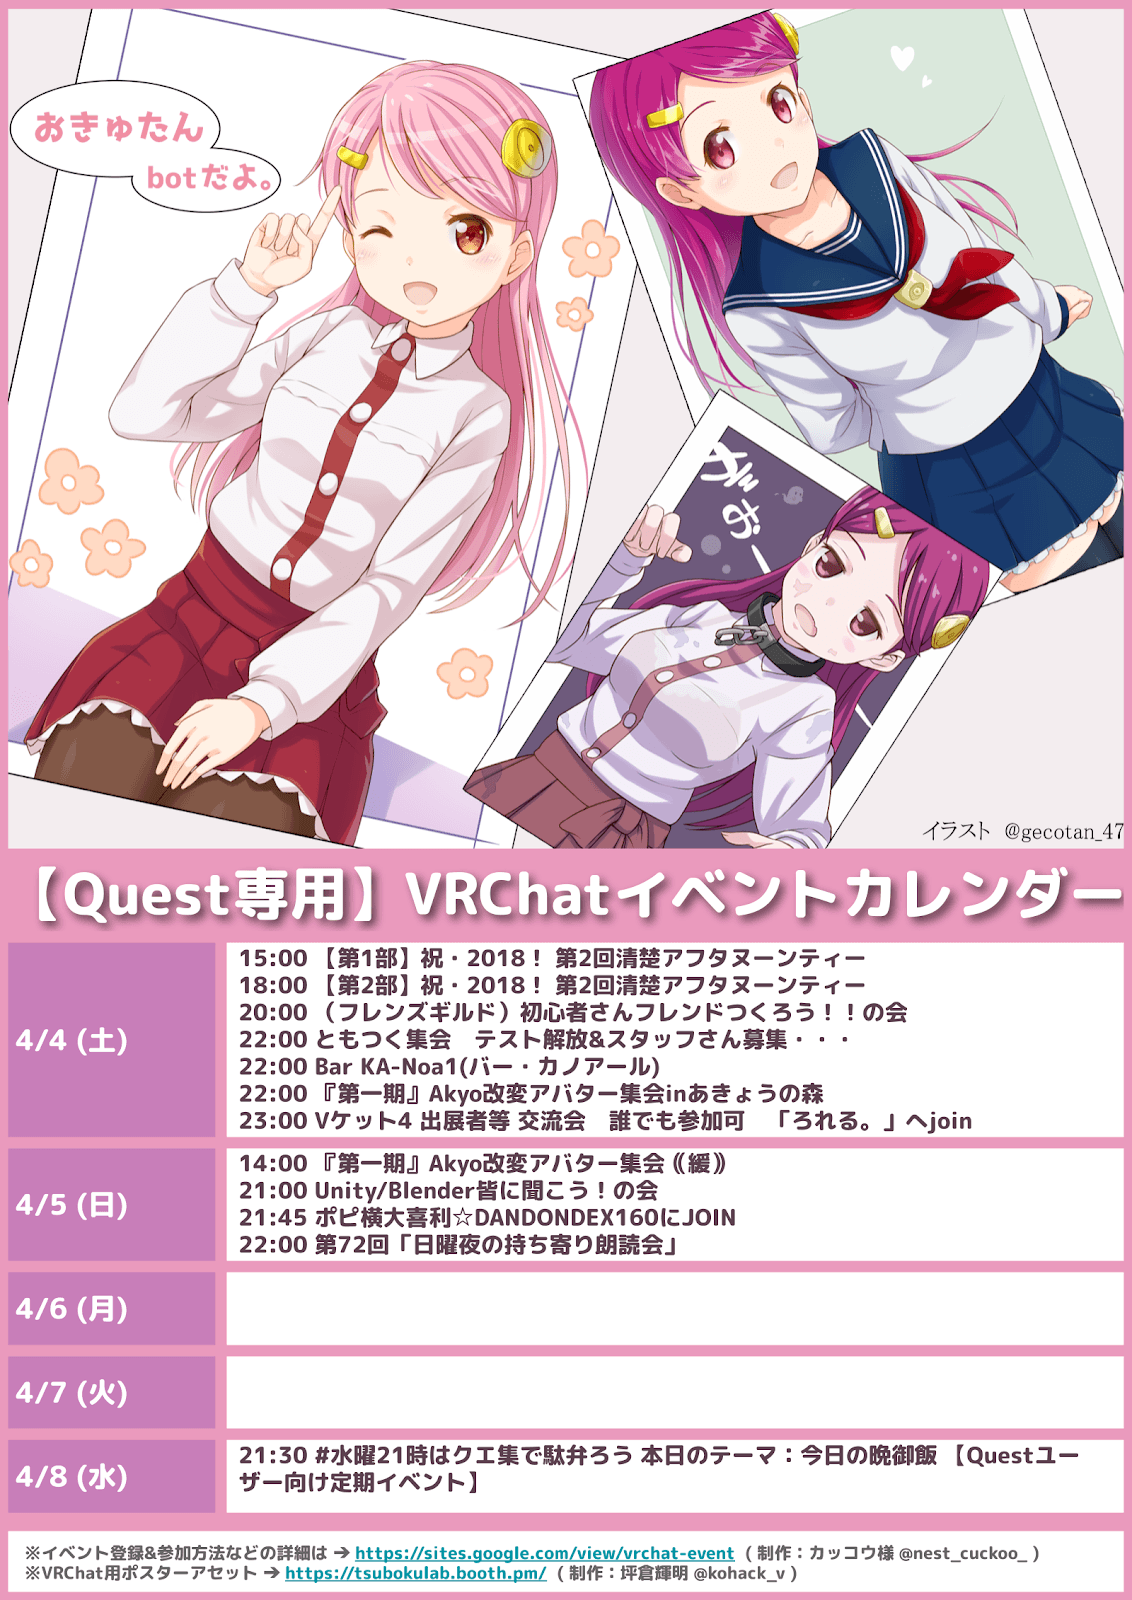 おきゅたん
botだよ。
がおー
イラスト @gecotan_47
【Quest専用】VRChatイベントカレンダー
4/4 (土)
15:00 【第1部】祝・2018！ 第2回清楚アフタヌーンティー
18:00 【第2部】祝・2018！ 第2回清楚アフタヌーンティー
20:00 （フレンズギルド）初心者さんフレンドつくろう！！の会
22:00 ともつく集会　テスト解放&スタッフさん募集・・・
22:00 Bar KA-Noa1(バー・カノアール)
22:00 『第一期』Akyo改変アバター集会inあきょうの森
23:00 Vケット4 出展者等 交流会　誰でも参加可　「ろれる。」へjoin
4/5 (日)
14:00 『第一期』Akyo改変アバター集会⸨緩⸩
21:00 Unity/Blender皆に聞こう！の会
21:45 ポピ横大喜利☆DANDONDEX160にJOIN
22:00 第72回「日曜夜の持ち寄り朗読会」
4/6 (月)
4/7 (火)
4/8 (水)
21:30 #水曜21時はクエ集で駄弁ろう 本日のテーマ：今日の晩御飯 【Questユー
ザー向け定期イベント】
※イベント登録&参加方法などの詳細は → https://sites.google.com/view/vrchat-event （ 制作：カッコウ様 @nest_cuckoo_ ）
※VRChat用ポスターアセット → https://tsubokulab.booth.pm/ （ 制作：坪倉輝明 @kohack_v ）